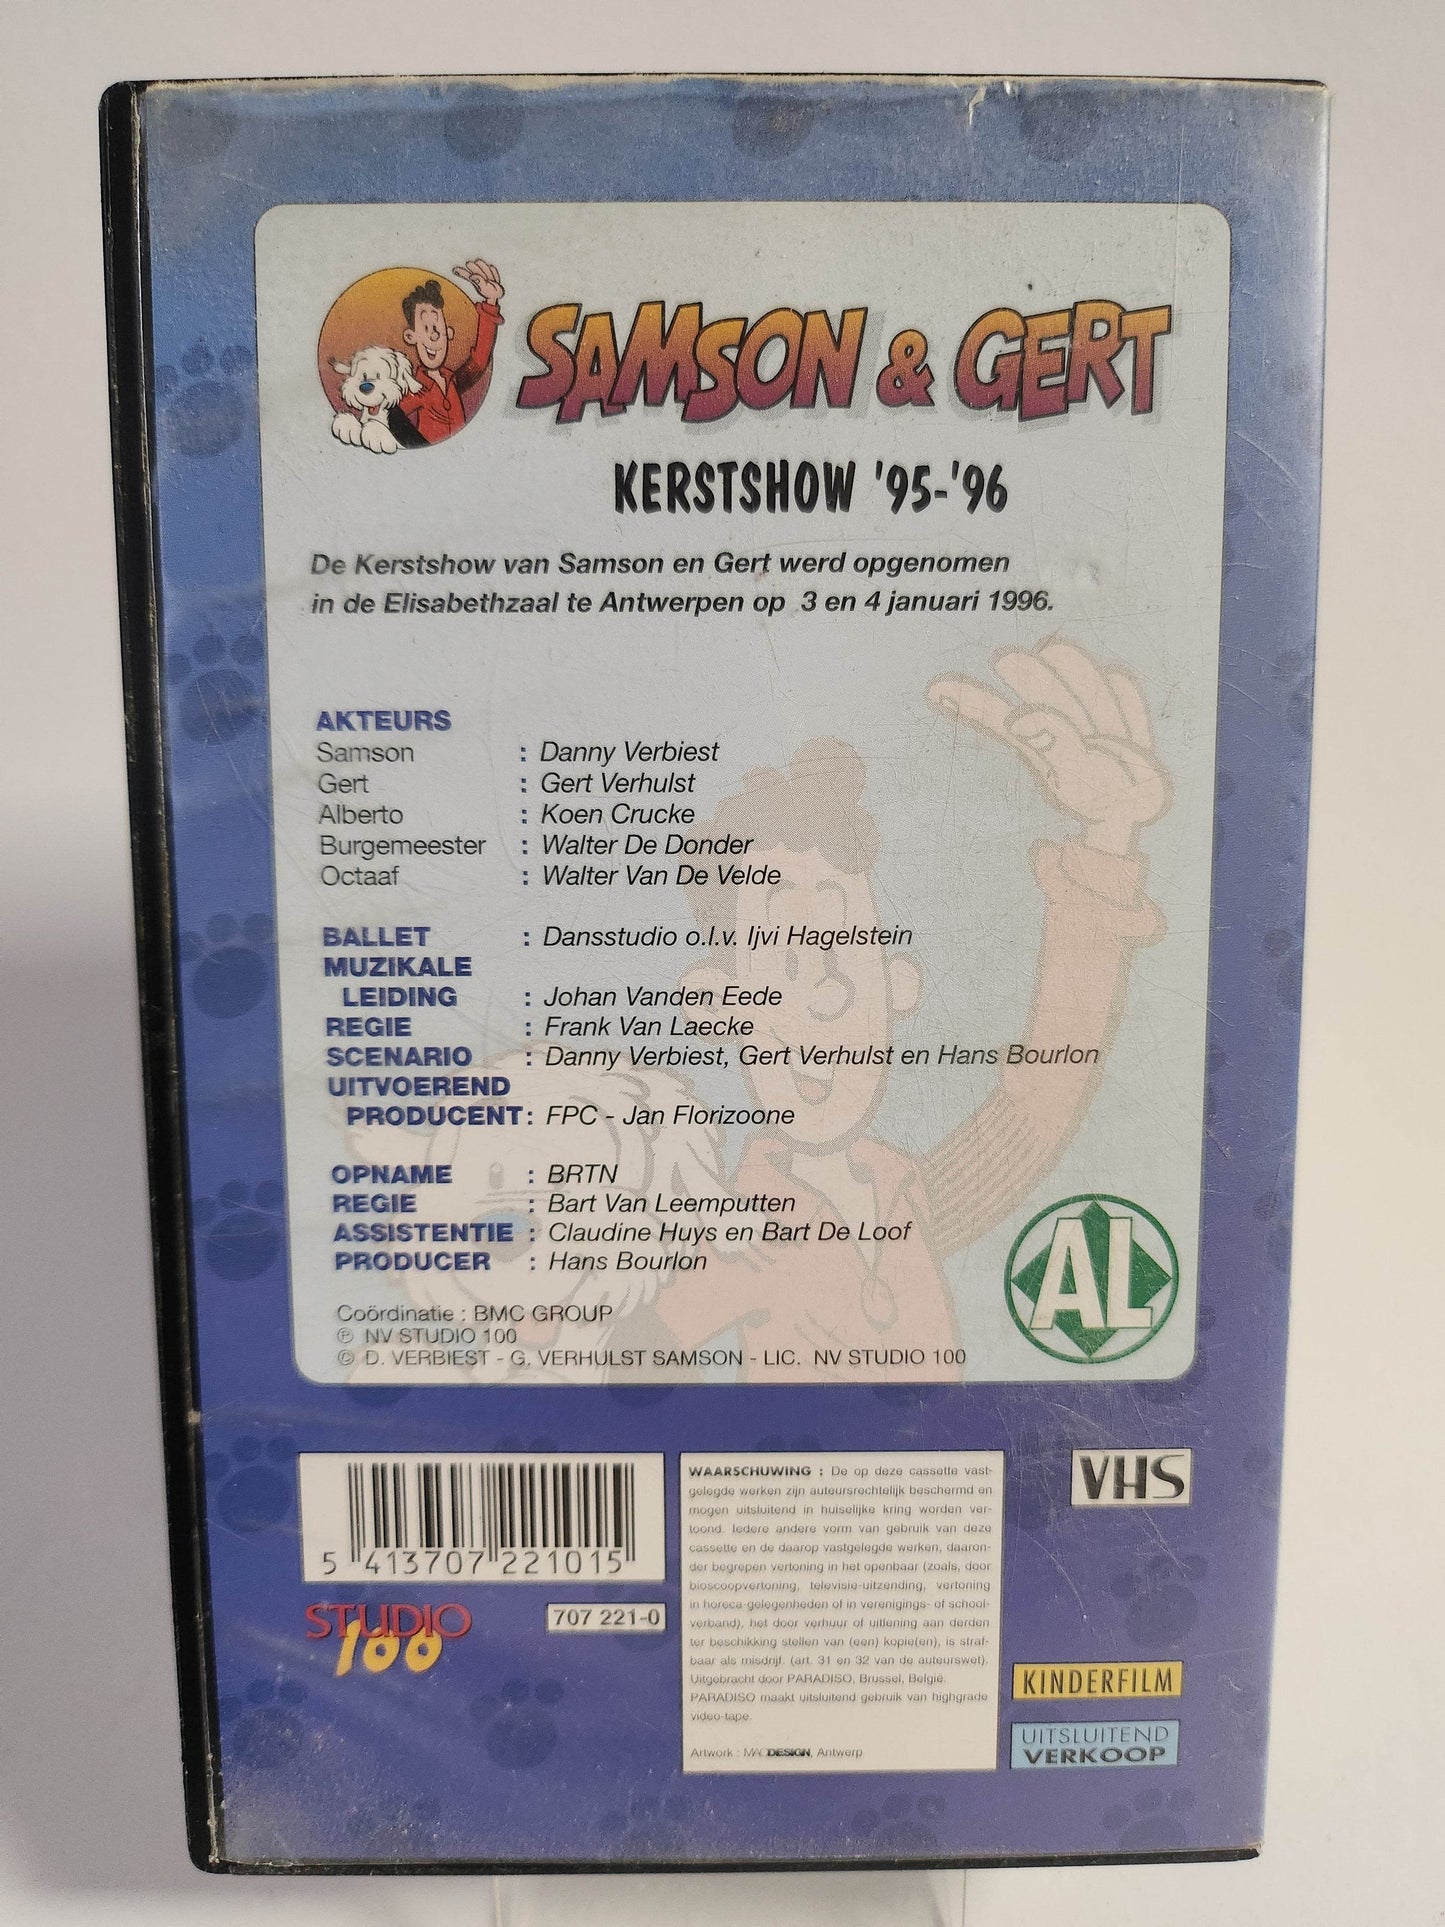 SAMSON & GERT
KERSTSHOW '95-'96
De Kerstshow van Samson en Gert werd opgenomen
in de Elisabethzaal te Antwerpen op 3 en 4 januari 1996.
AKTEURS
Samson : Danny Verbiest
Gert : Gert Verhulst
Alberto : Koen Crucke
Burgemeester : Walter De Donder
Octaaf : Walter Van De Velde
BALLET : Dansstudio o.l.v. Ijvi Hagelstein
MUZIKALE
LEIDING : Johan Vanden Eede
REGIE : Frank Van Laecke
SCENARIO : Danny Verbiest, Gert Verhulst en Hans Bourlon
UITVOEREND
PRODUCENT : FPC - Jan Florizoone
OPNAME : BRTN
REGIE : Bart Van Leemputten
ASSISTENTIE : Claudine Huys en Bart De Loof
PRODUCER : Hans Bourlon
Coördinatie : BMC GROUP
℗ NV STUDIO 100
© D. VERBIEST - G. VERHULST SAMSON - LIC. NV STUDIO 100
AL
5 413707 221015
STUDIO
100
707 221-0
WAARSCHUWING : De op deze cassette vast-
gelegde werken zijn auteursrechtelijk beschermd en
mogen uitsluitend in huiselijke kring worden ver-
toond. Iedere andere vorm van gebruik van deze
cassette en de daarop vastgelegde werken, daaron-
der begrepen vertoning in het openbaar (zoals, door
bioscoopvertoning, televisie-uitzending, vertoning
in horeca-gelegenheden of in verenigings- of school-
verband), het door verhuur of uitlening aan derden
ter beschikking stellen van (een) kopie(en), is straf-
baar als misdrijf. (art. 31 en 32 van de auteurswet).
Uitgebracht door PARADISO, Brussel, België.
PARADISO maakt uitsluitend gebruik van highgrade
video-tape.
Artwork : MACDESIGN, Antwerp
VHS
KINDERFILM
UITSLUITEND
VERKOOP